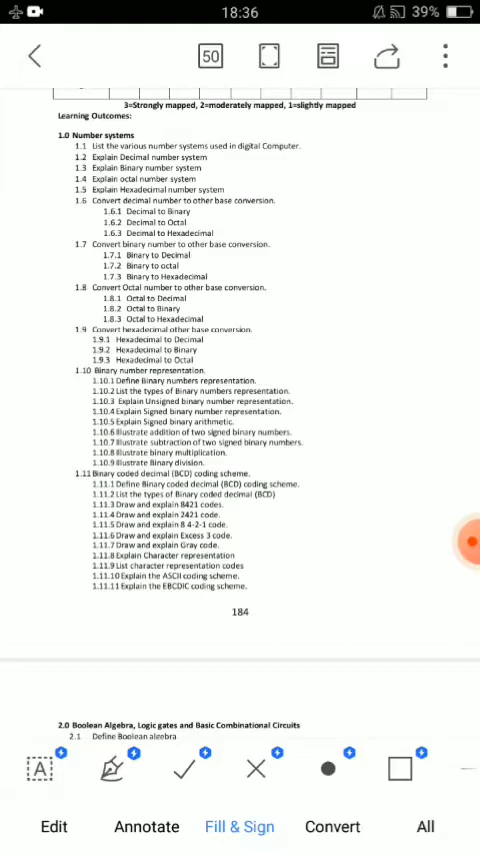 18:36
39%
50
3=Strongly mapped, 2=moderately mapped, 1=slightly mapped
Learning Outcomes:
1.0 Number systems
1.1 List the various number systems used in digital Computer.
1.2 Explain Decimal number system
1.3 Explain Binary number system
1.4 Explain octal number system
1.5 Explain Hexadecimal number system
1.6 Convert decimal number to other base conversion.
1.6.1 Decimal to Binary
1.6.2 Decimal to Octal
1.6.3 Decimal to Hexadecimal
1.7 Convert binary number to other base conversion.
1.7.1 Binary to Decimal
1.7.2 Binary to octal
1.7.3 Binary to Hexadecimal
1.8 Convert Octal number to other base conversion.
1.8.1 Octal to Decimal
1.8.2 Octal to Binary
1.8.3 Octal to Hexadecimal
1.9 Convert hexadecimal other base conversion.
1.9.1 Hexadecimal to Decimal
1.9.2 Hexadecimal to Binary
1.9.3 Hexadecimal to Octal
1.10 Binary number representation.
1.10.1 Define Binary numbers representation.
1.10.2 List the types of Binary numbers representation.
1.10.3 Explain Unsigned binary number representation.
1.10.4 Explain Signed binary number representation.
1.10.5 Explain Signed binary arithmetic.
1.10.6 Illustrate addition of two signed binary numbers.
1.10.7 Illustrate subtraction of two signed binary numbers.
1.10.8 Illustrate binary multiplication.
1.10.9 Illustrate Binary division.
1.11 Binary coded decimal (BCD) coding scheme.
1.11.1 Define Binary coded decimal (BCD) coding scheme.
1.11.2 List the types of Binary coded decimal (BCD)
1.11.3 Draw and explain 8421 codes.
1.11.4 Draw and explain 2421 code.
1.11.5 Draw and explain 8 4-2-1 code.
1.11.6 Draw and explain Excess 3 code.
1.11.7 Draw and explain Gray code.
1.11.8 Explain Character representation
1.11.9 List character representation codes
1.11.10 Explain the ASCII coding scheme.
1.11.11 Explain the EBCDIC coding scheme.
184
2.0 Boolean Algebra, Logic gates and Basic Combinational Circuits
2.1 Define Boolean algebra
A
Edit Annotate Fill & Sign Convert All